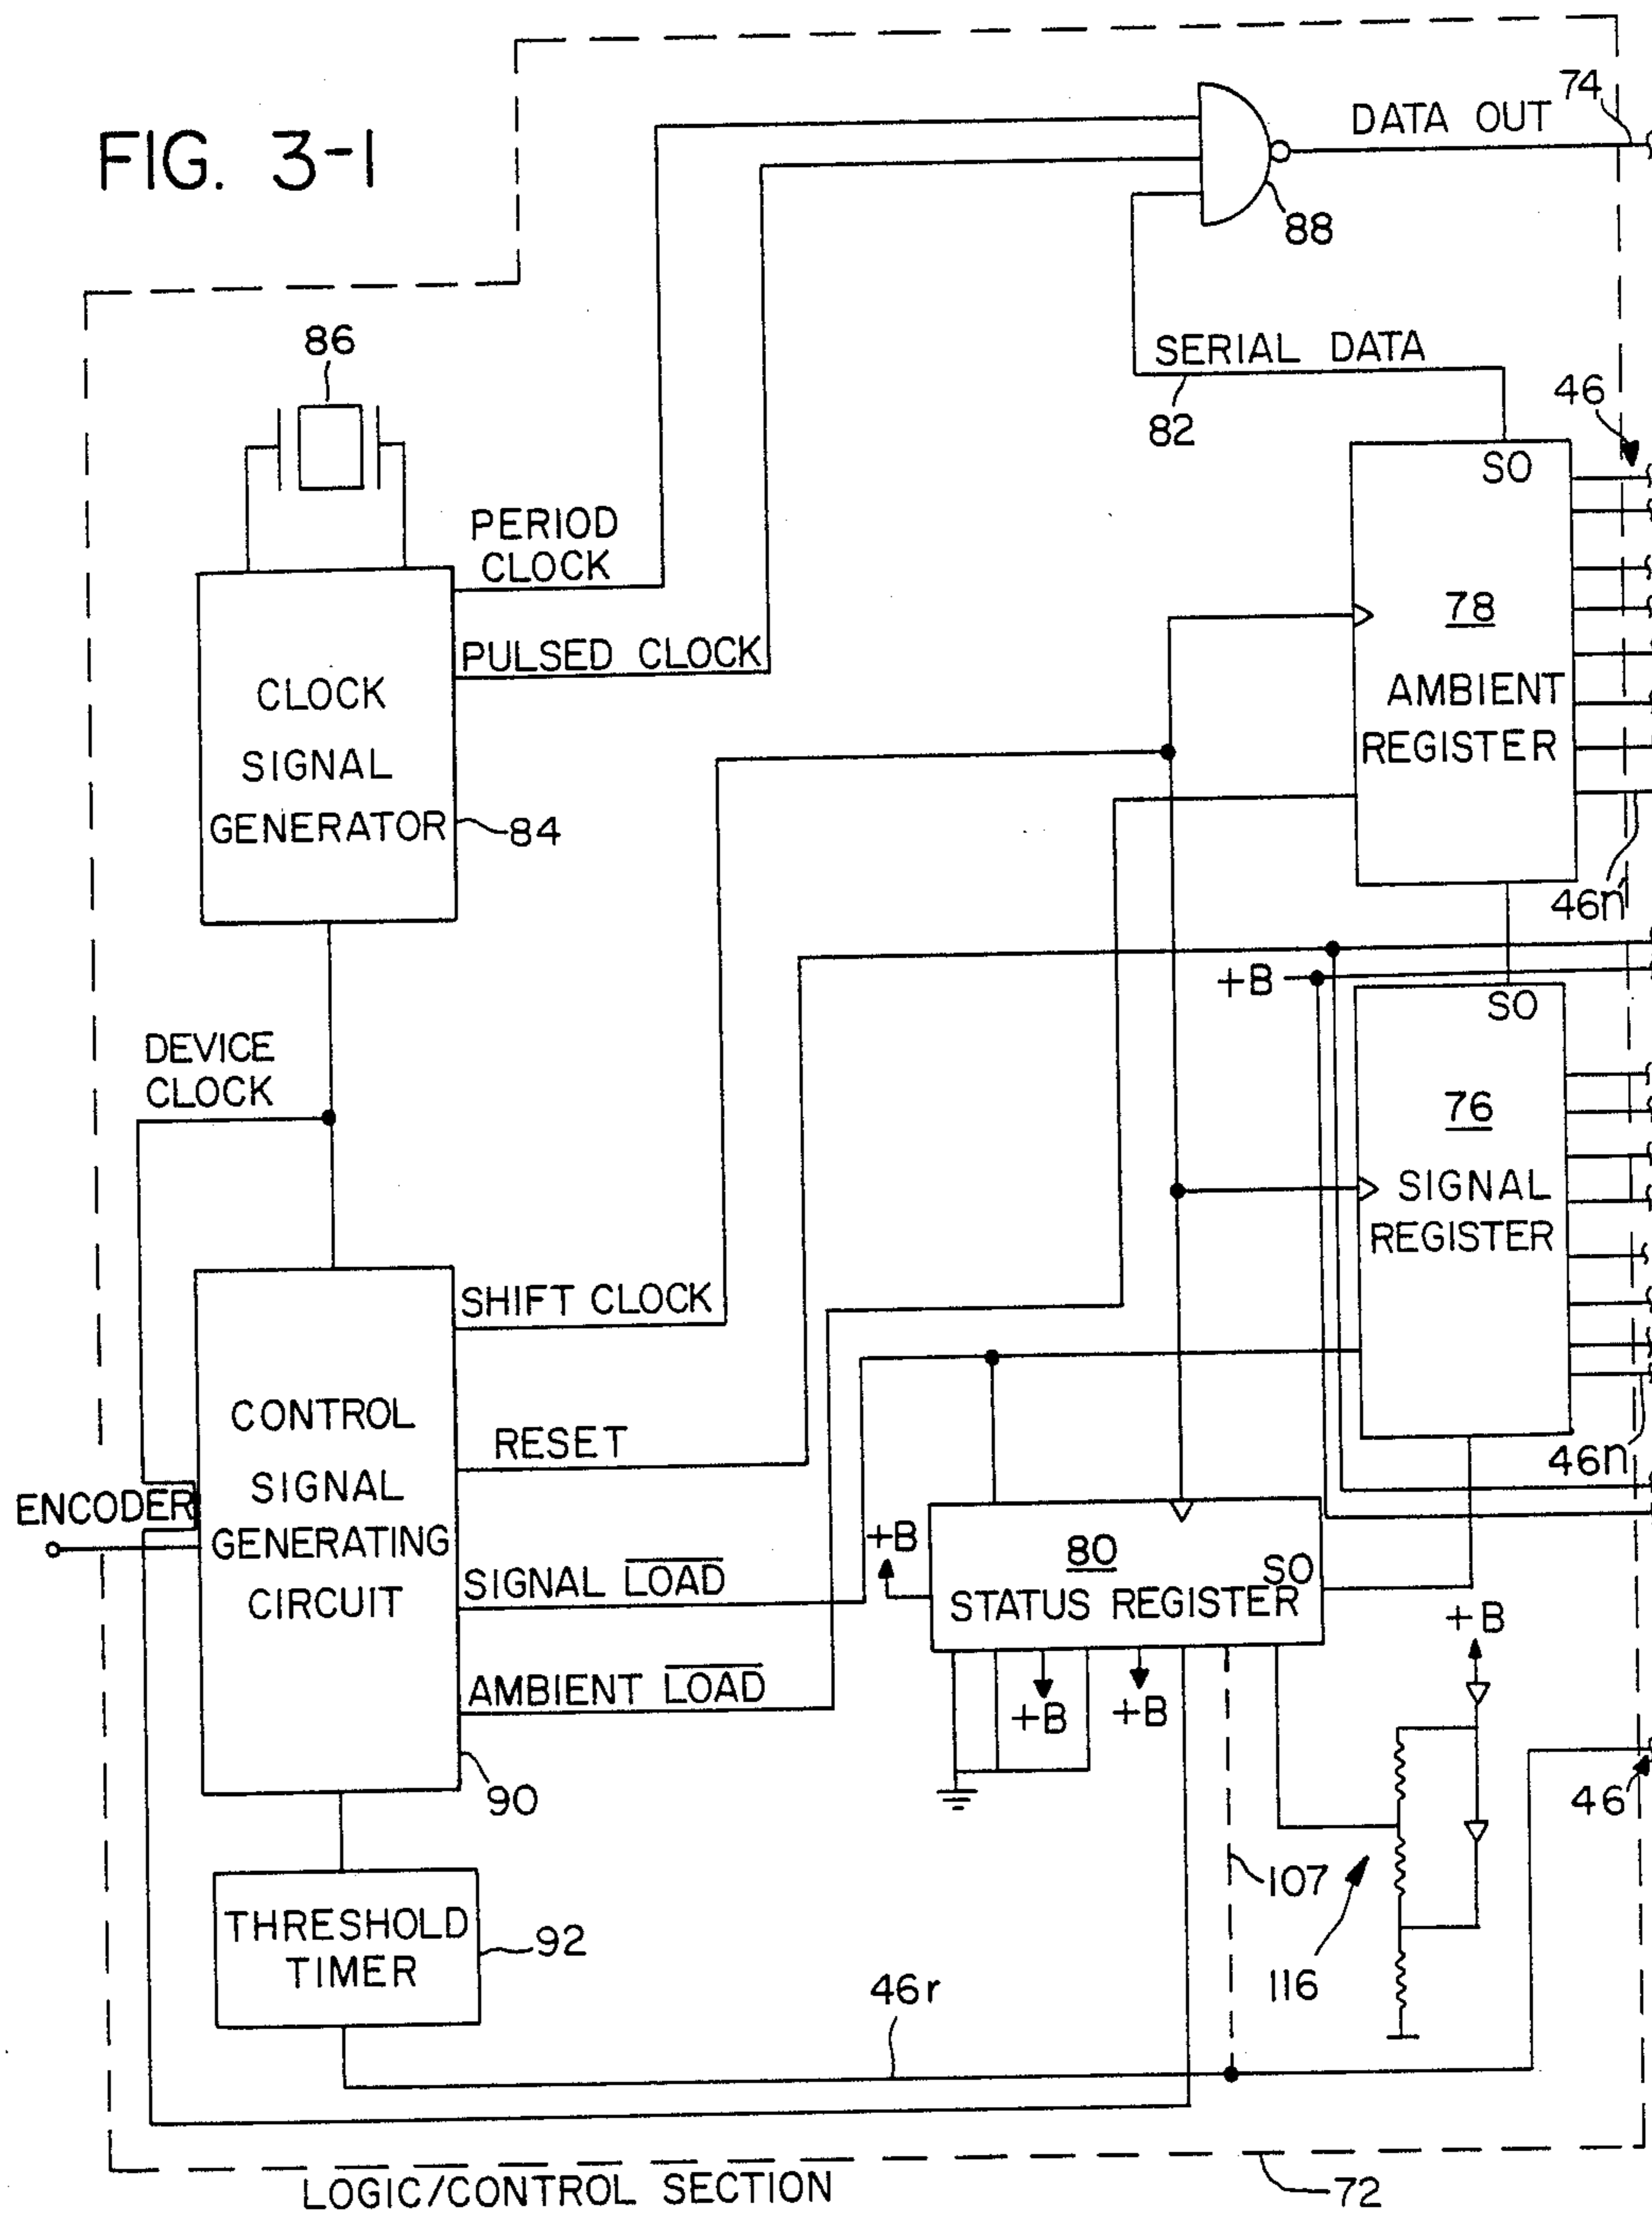 FIG. 3-1
74
DATA OUT
88
SERIAL DATA
82
86
46
SO
PERIOD
CLOCK
78
PULSED CLOCK
CLOCK
SIGNAL
GENERATOR
84
AMBIENT
REGISTER
46n'
+B
SO
DEVICE
CLOCK
76
SIGNAL
REGISTER
SHIFT CLOCK
CONTROL
SIGNAL
GENERATING
CIRCUIT
RESET
46n
ENCODER
+B
80
SO
STATUS REGISTER
SIGNAL LOAD
+B
AMBIENT LOAD
+B
+B
90
46
107
THRESHOLD
TIMER
92
116
46r
LOGIC/CONTROL SECTION
72